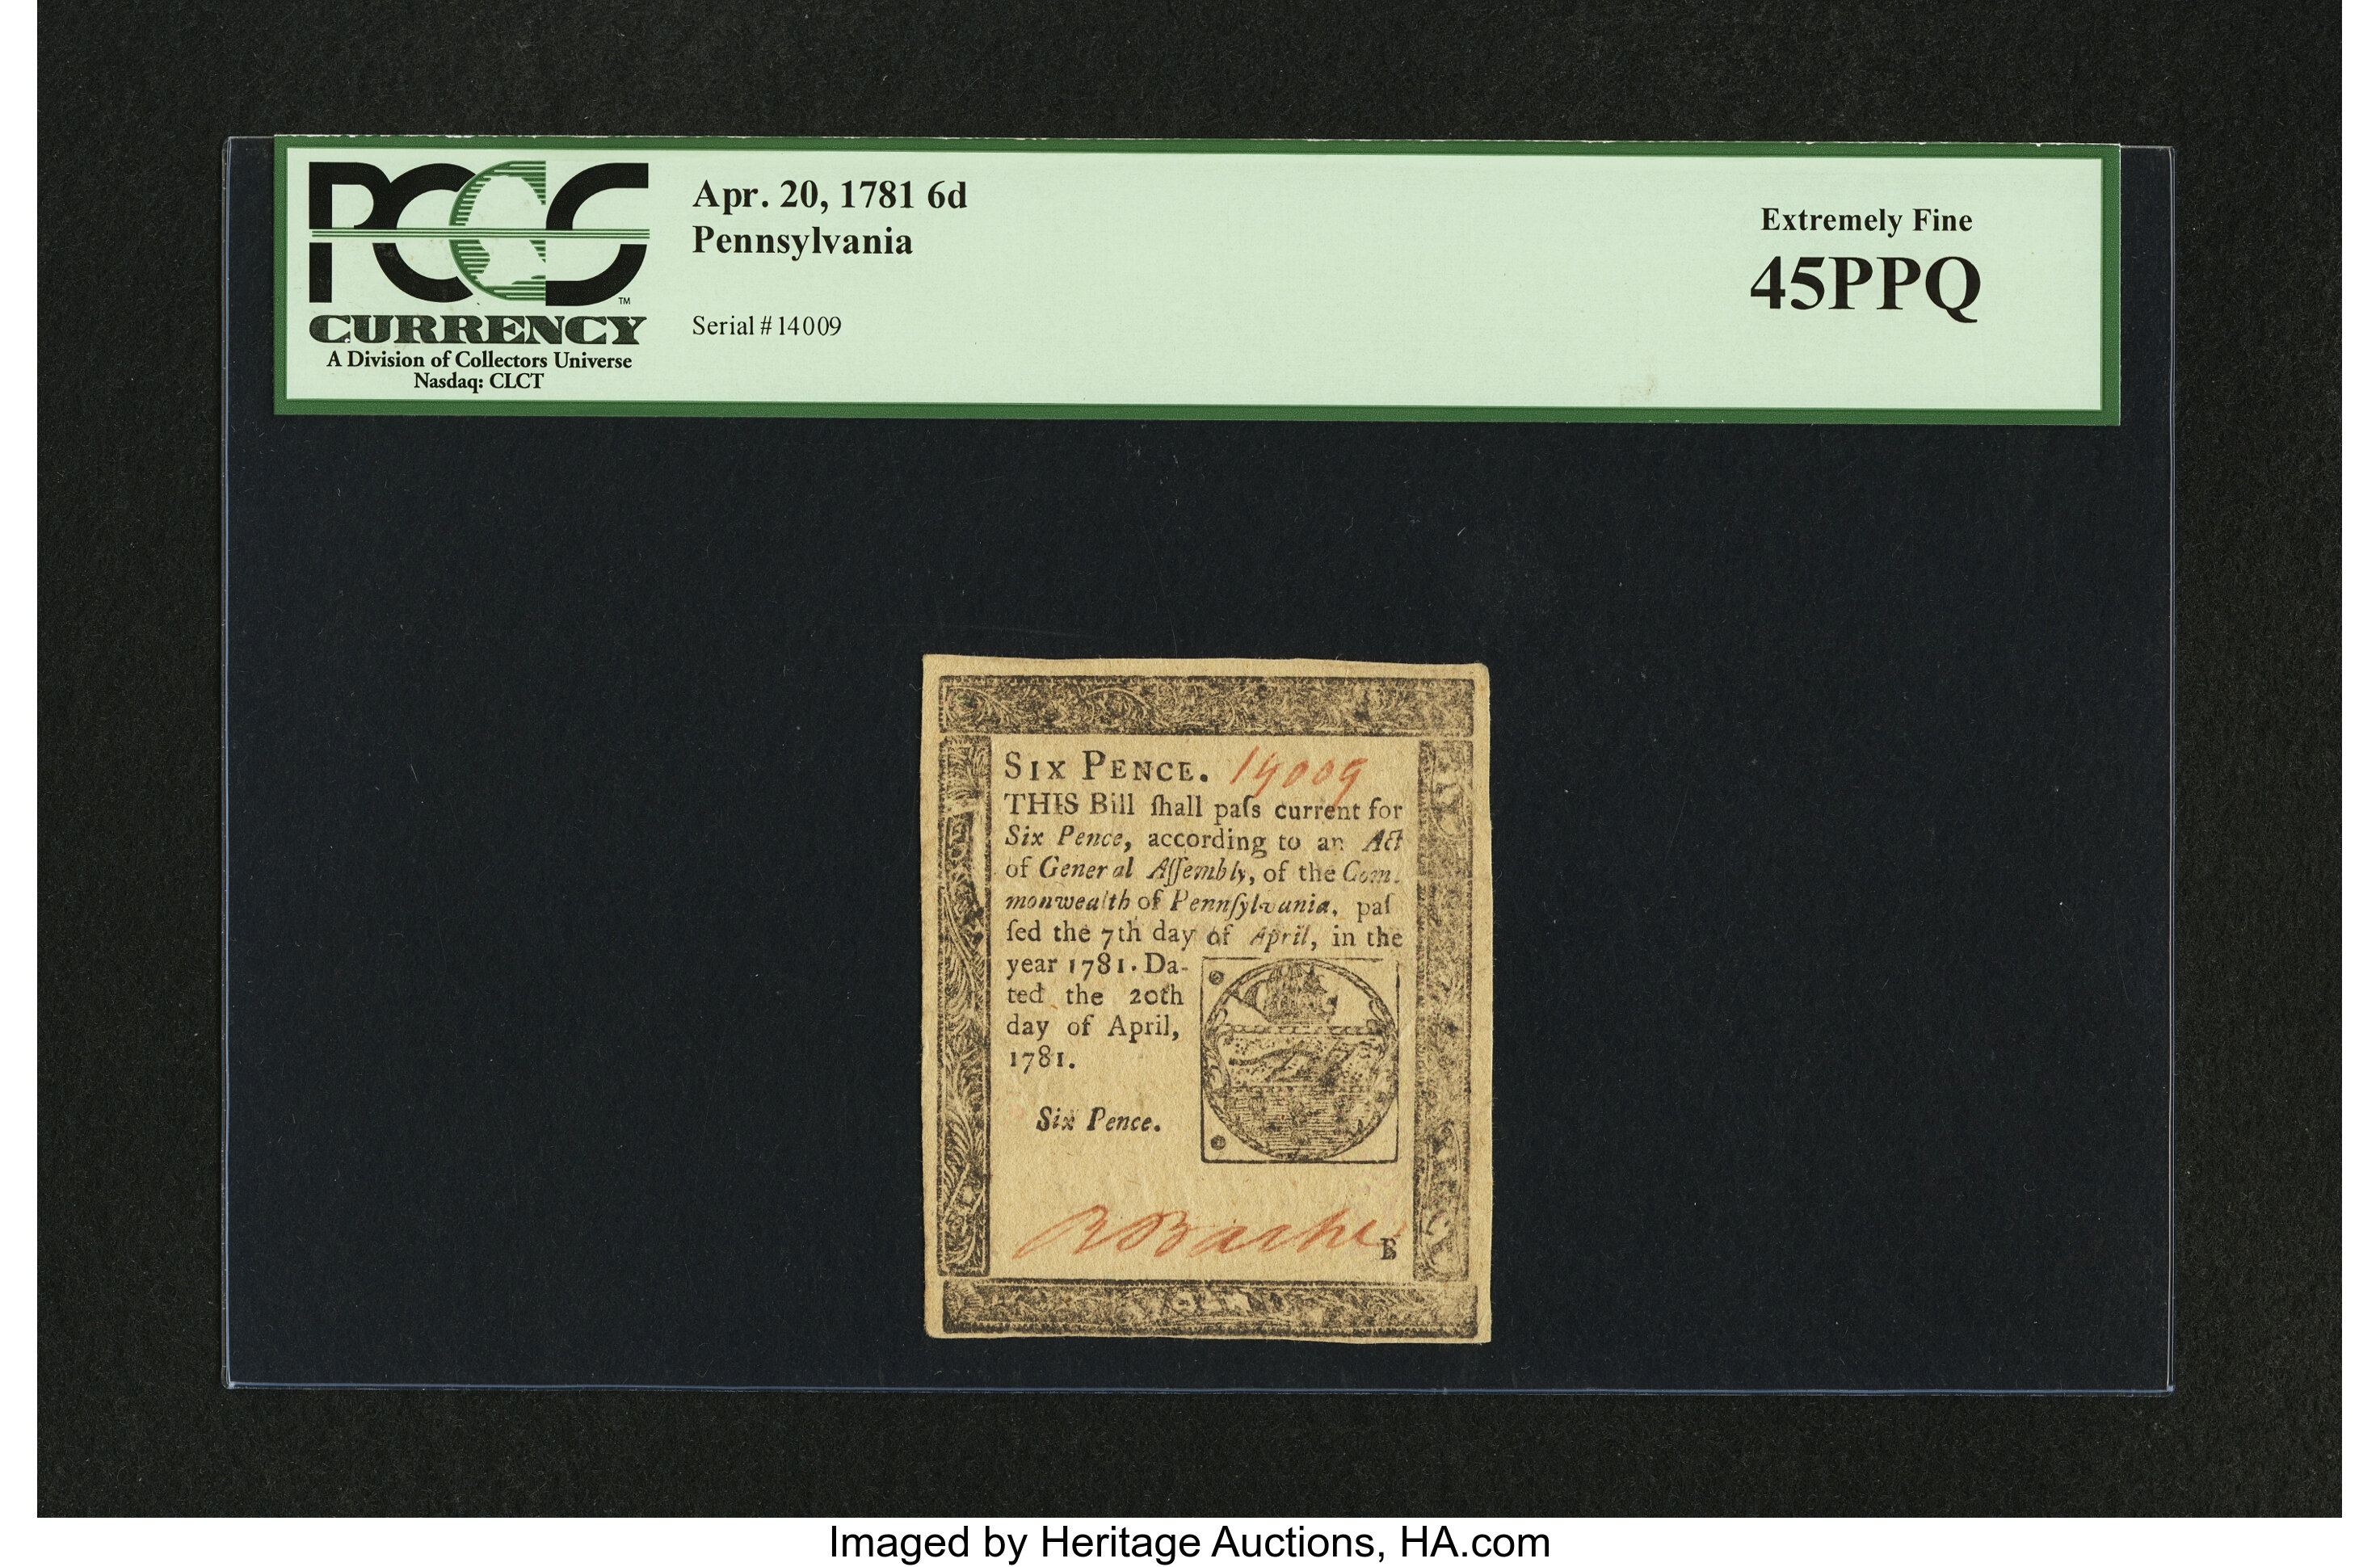 PCGS
TM
CURRENCY
A Division of Collectors Universe
Nasdaq: CLCT
Apr. 20, 1781 6d
Pennsylvania
Serial # 14009
Extremely Fine
45PPQ
SIX PENCE. 14009
THIS Bill ſhall paſs current for
Six Pence, according to an Act
of General Aſſembly, of the Com-
monwealth of Pennſylvania, paſ
ſed the 7th day of April, in the
year 1781. Da-
ted the 20th
day of April,
1781.
Six Pence.
R Bache
B
Imaged by Heritage Auctions, HA.com